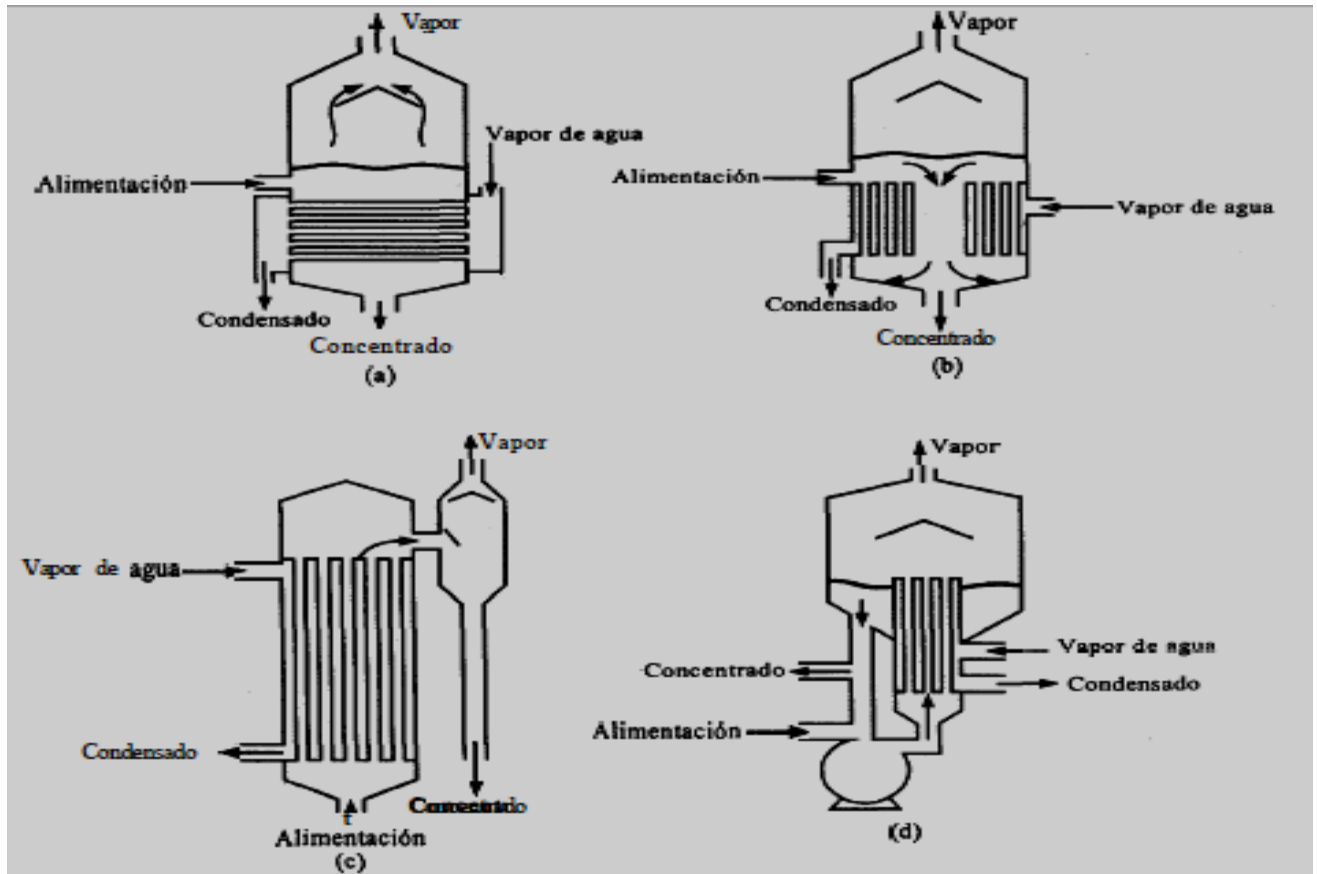 Vapor
Vapor de agua
Alimentación
Condensado
Concentrado
(a)
Vapor
Alimentación
Vapor de agua
Condensado
Concentrado
(b)
Vapor
Vapor de agua
Condensado
Alimentación
(c)
Vapor
Vapor de agua
Concentrado
Condensado
Alimentación
(d)